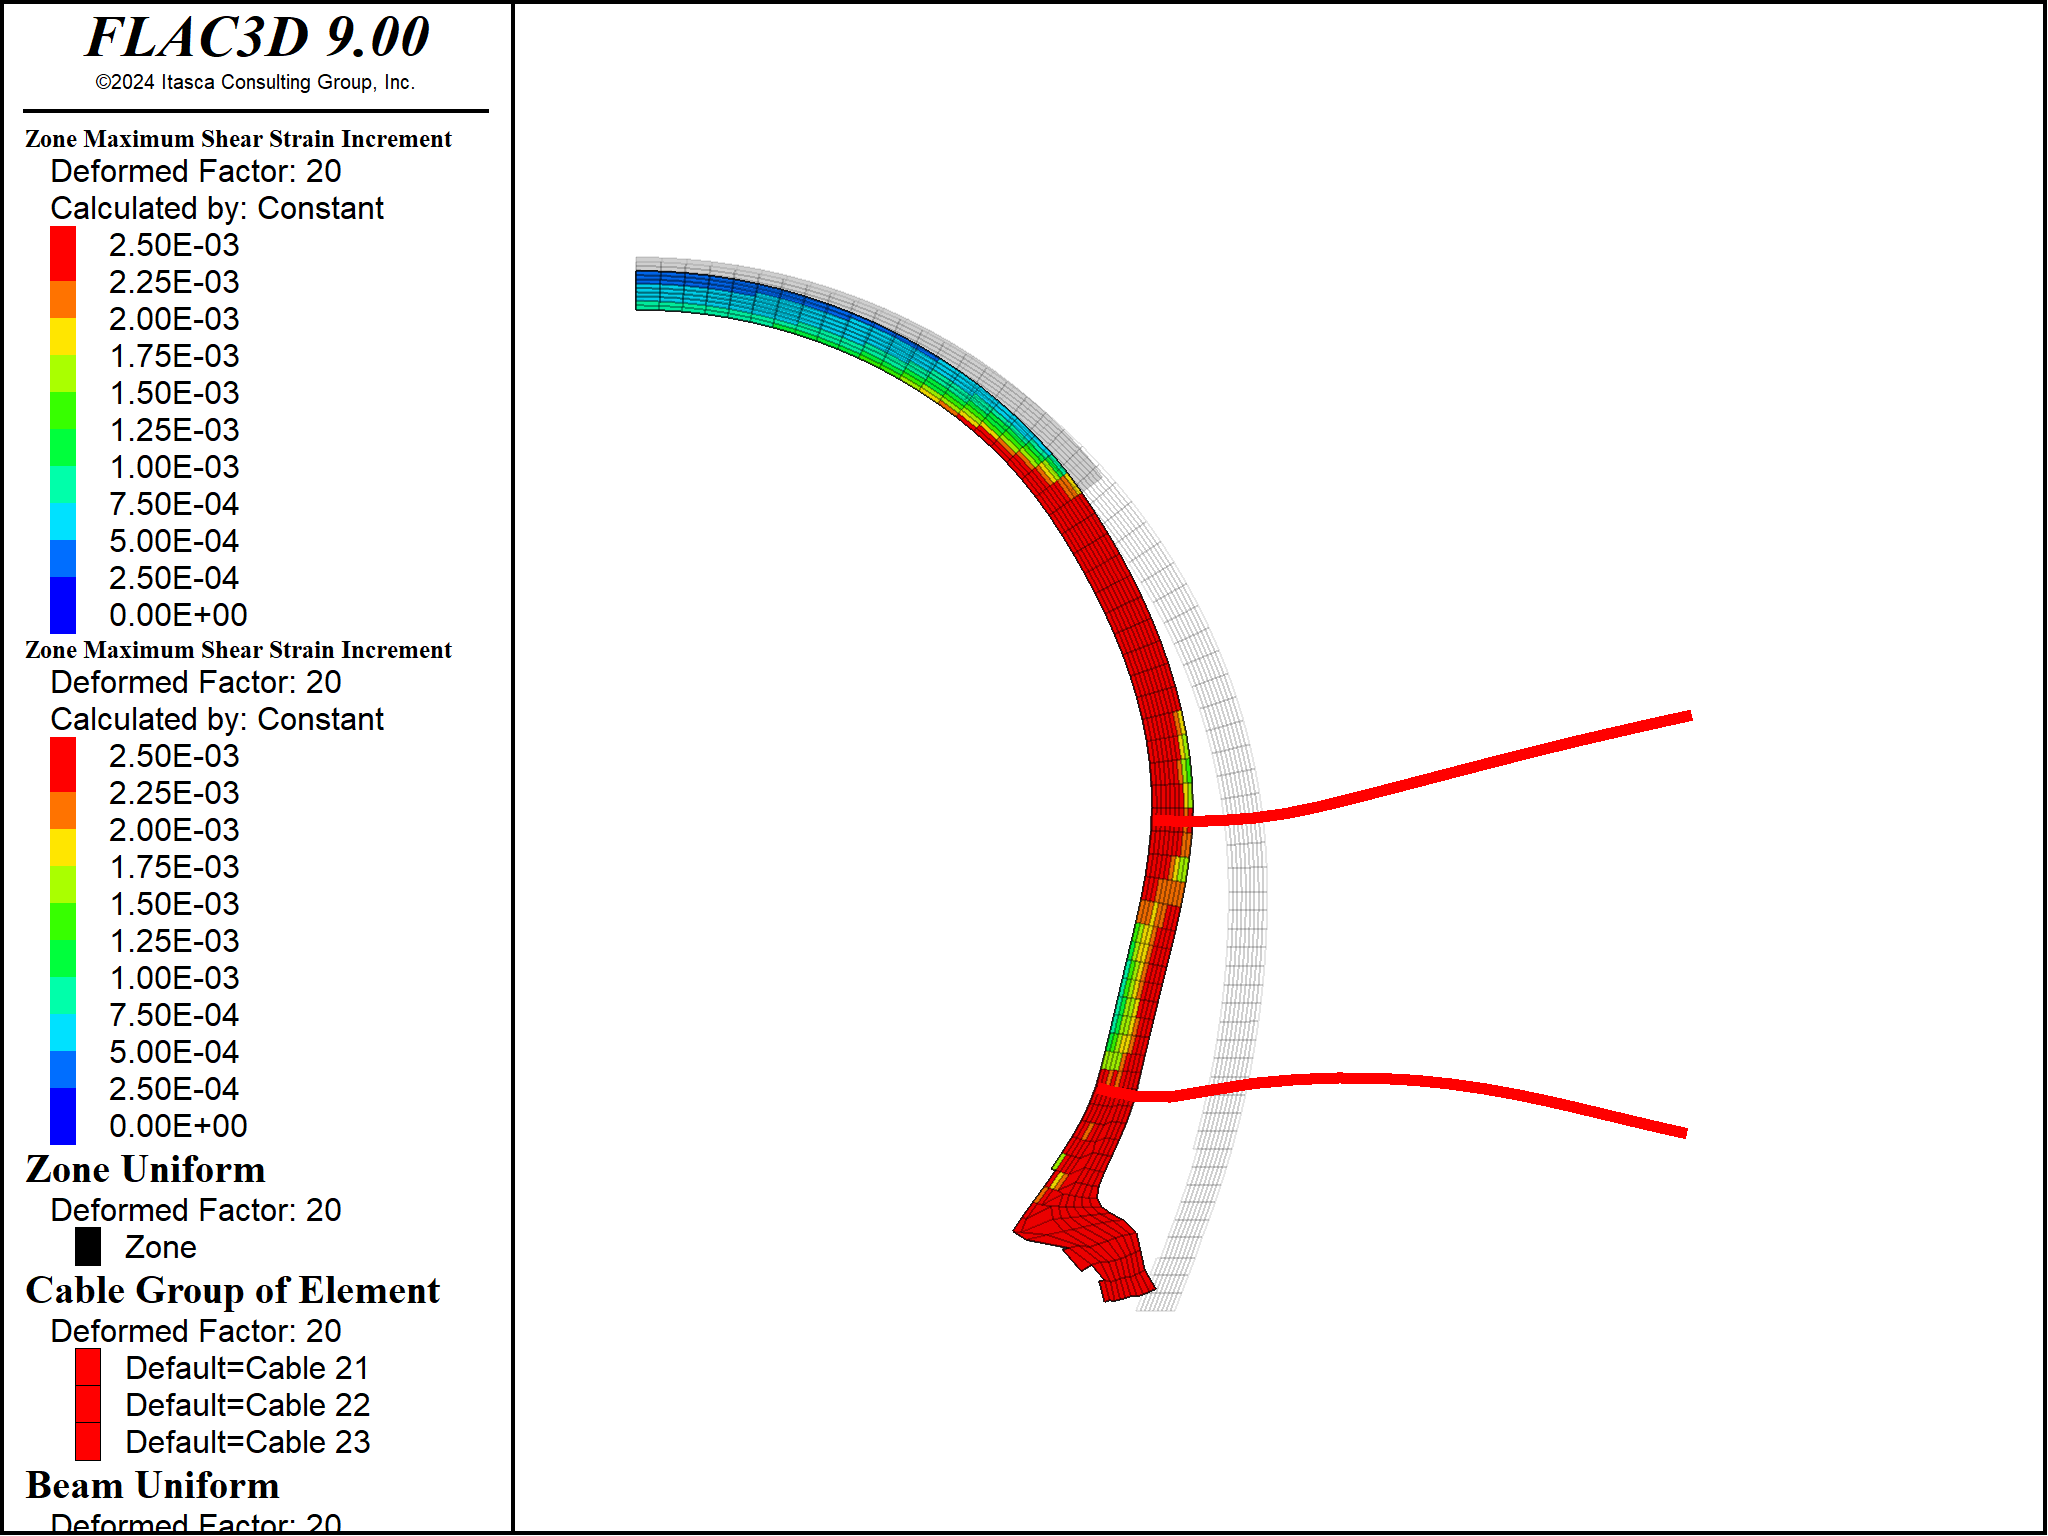 FLAC3D 9.00
©2024 Itasca Consulting Group, Inc.
Zone Maximum Shear Strain Increment
Deformed Factor: 20
Calculated by: Constant
2.50E-03
2.25E-03
2.00E-03
1.75E-03
1.50E-03
1.25E-03
1.00E-03
7.50E-04
5.00E-04
2.50E-04
0.00E+00
Zone Maximum Shear Strain Increment
Deformed Factor: 20
Calculated by: Constant
2.50E-03
2.25E-03
2.00E-03
1.75E-03
1.50E-03
1.25E-03
1.00E-03
7.50E-04
5.00E-04
2.50E-04
0.00E+00
Zone Uniform
Deformed Factor: 20
Zone
Cable Group of Element
Deformed Factor: 20
Default=Cable 21
Default=Cable 22
Default=Cable 23
Beam Uniform
Deformed Factor: 20